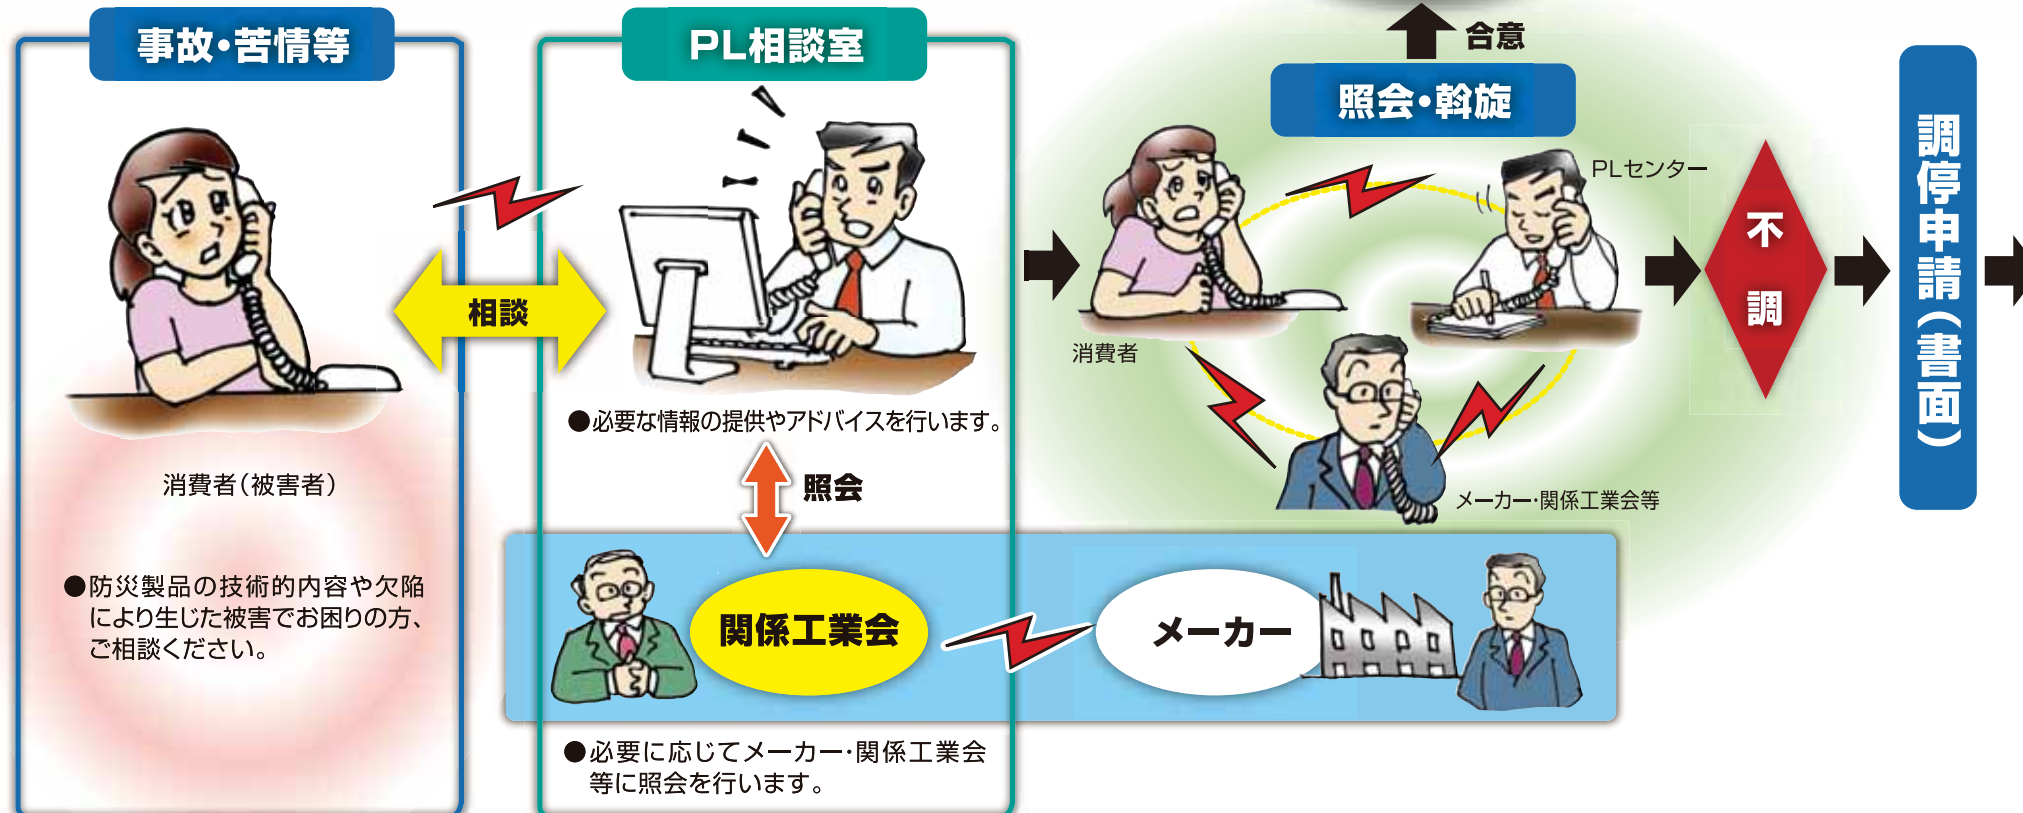 事故・苦情等
消費者(被害者)
●防災製品の技術的内容や欠陥
により生じた被害でお困りの方、
ご相談ください。
相談
PL相談室
●必要な情報の提供やアドバイスを行います。
照会
関係工業会
メーカー
●必要に応じてメーカー・関係工業会
等に照会を行います。
合意
照会・斡旋
PLセンター
消費者
メーカー・関係工業会等
不調
調停申請(書面)